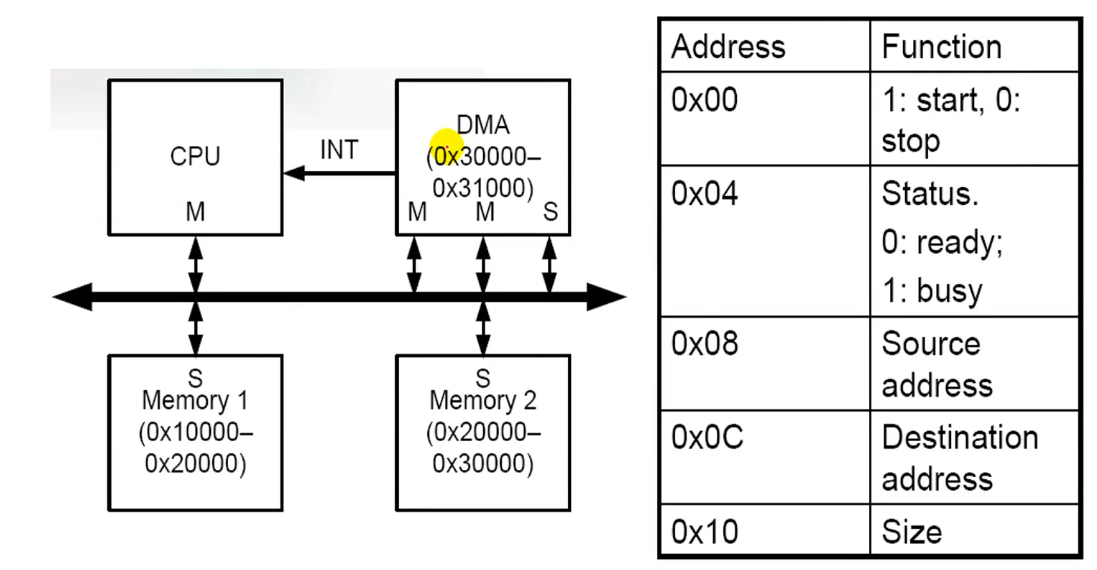 CPU
M
INT
DMA
(0x30000–
0x31000)
M M S
S
Memory 1
(0x10000–
0x20000)
S
Memory 2
(0x20000–
0x30000)
Address Function
0x00 1: start, 0:
stop
0x04 Status.
0: ready;
1: busy
0x08 Source
address
0x0C Destination
address
0x10 Size